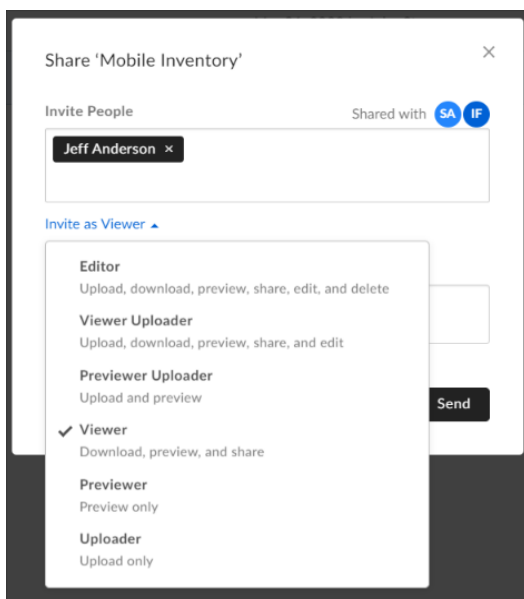 Share ‘Mobile Inventory’
×
Invite People
Shared with SA IF
Jeff Anderson ×
Invite as Viewer
Editor
Upload, download, preview, share, edit, and delete
Viewer Uploader
Upload, download, preview, share, and edit
Previewer Uploader
Upload and preview
Send
Viewer
Download, preview, and share
Previewer
Preview only
Uploader
Upload only